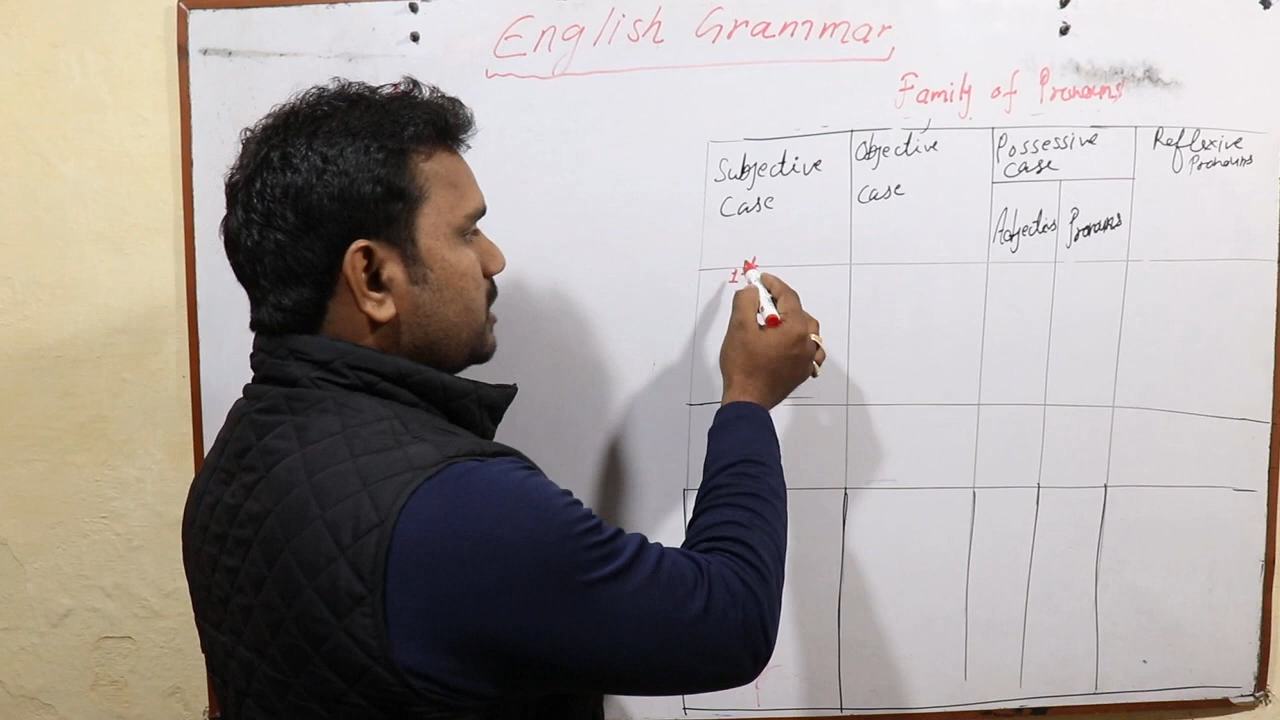 English Grammar
Family of Pronouns
Subjective
Case
Objective
case
Possessive
case
Adjectives
Pronouns
Reflexive
Pronouns